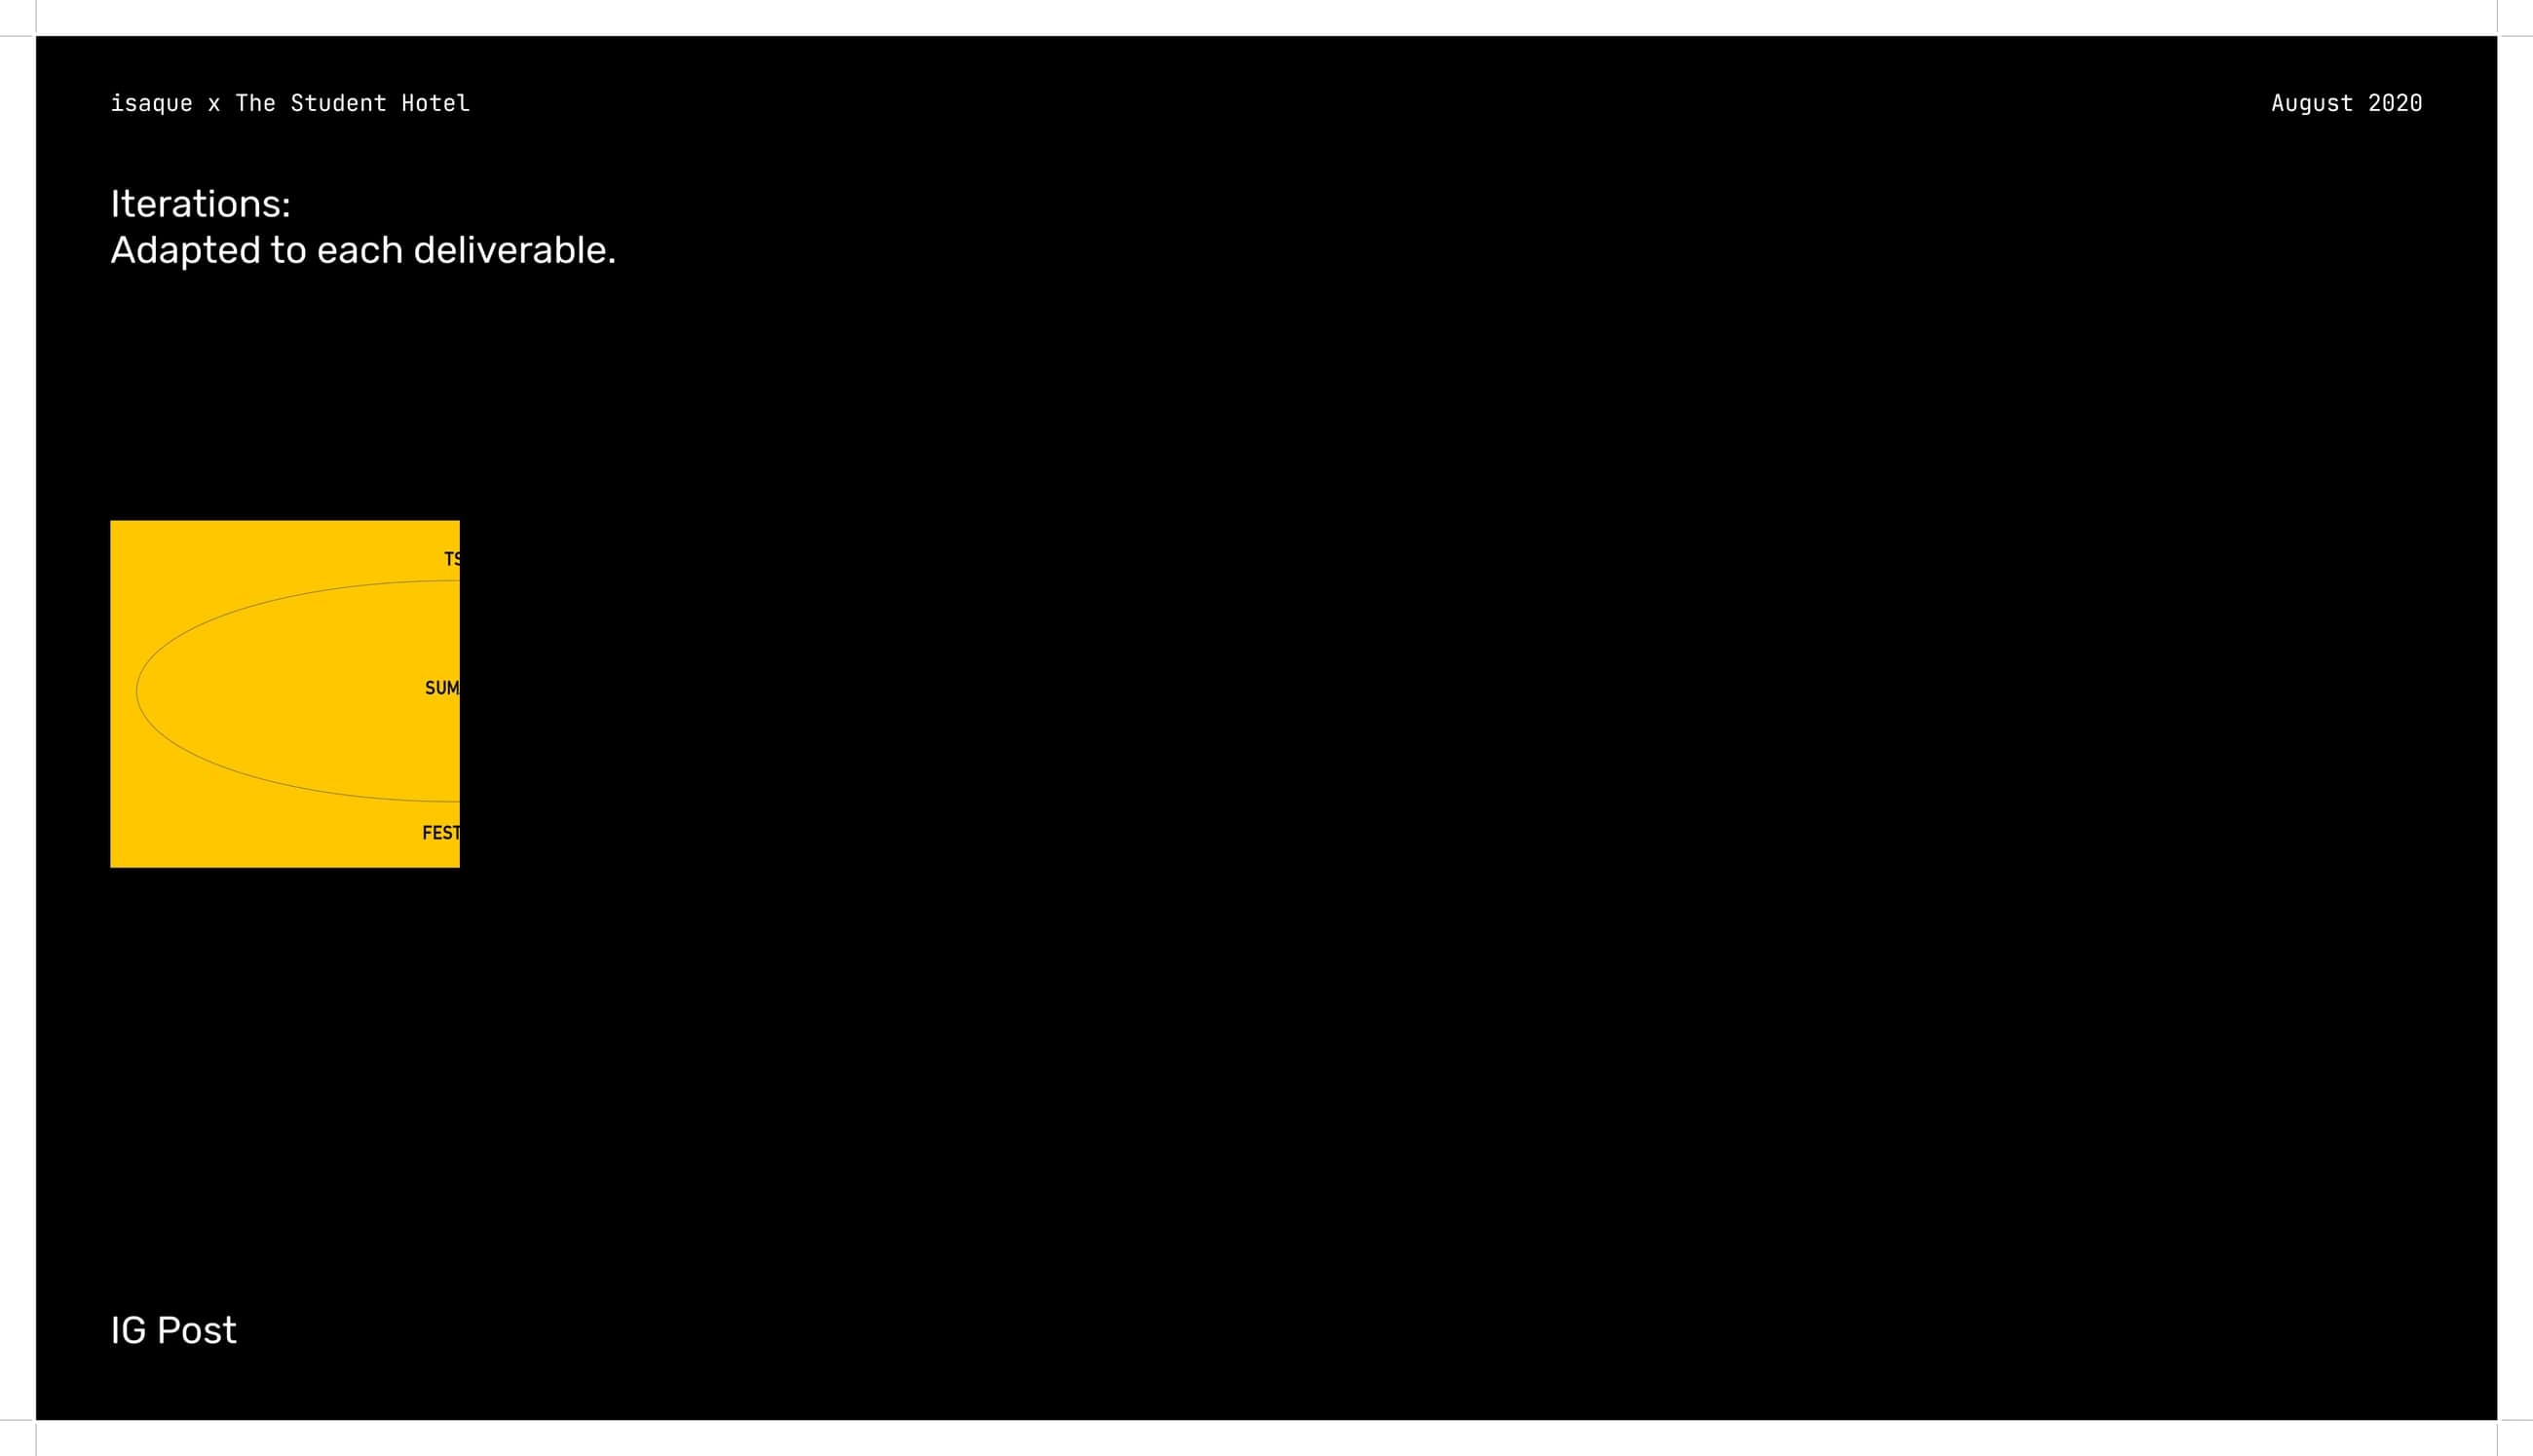 isaque x The Student Hotel
August 2020
Iterations:
Adapted to each deliverable.
TS
SUM
FEST
IG Post